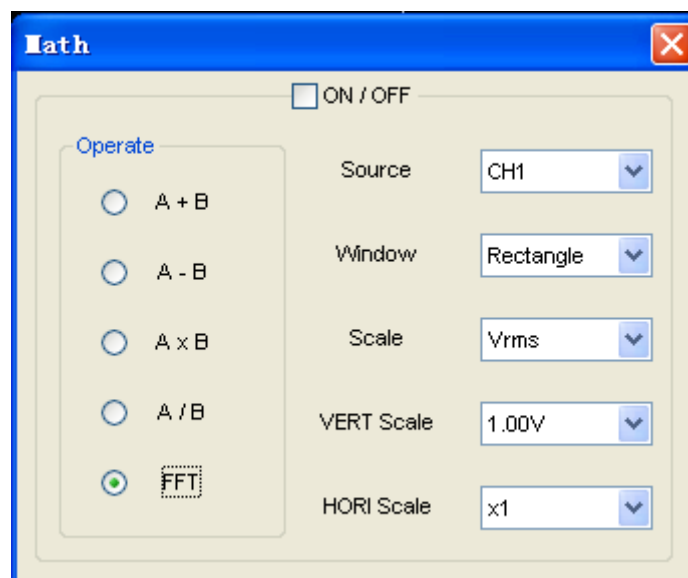 Math
ON / OFF
Operate
A + B
A - B
A x B
A / B
FFT
Source CH1
Window Rectangle
Scale Vrms
VERT Scale 1.00V
HORI Scale x1